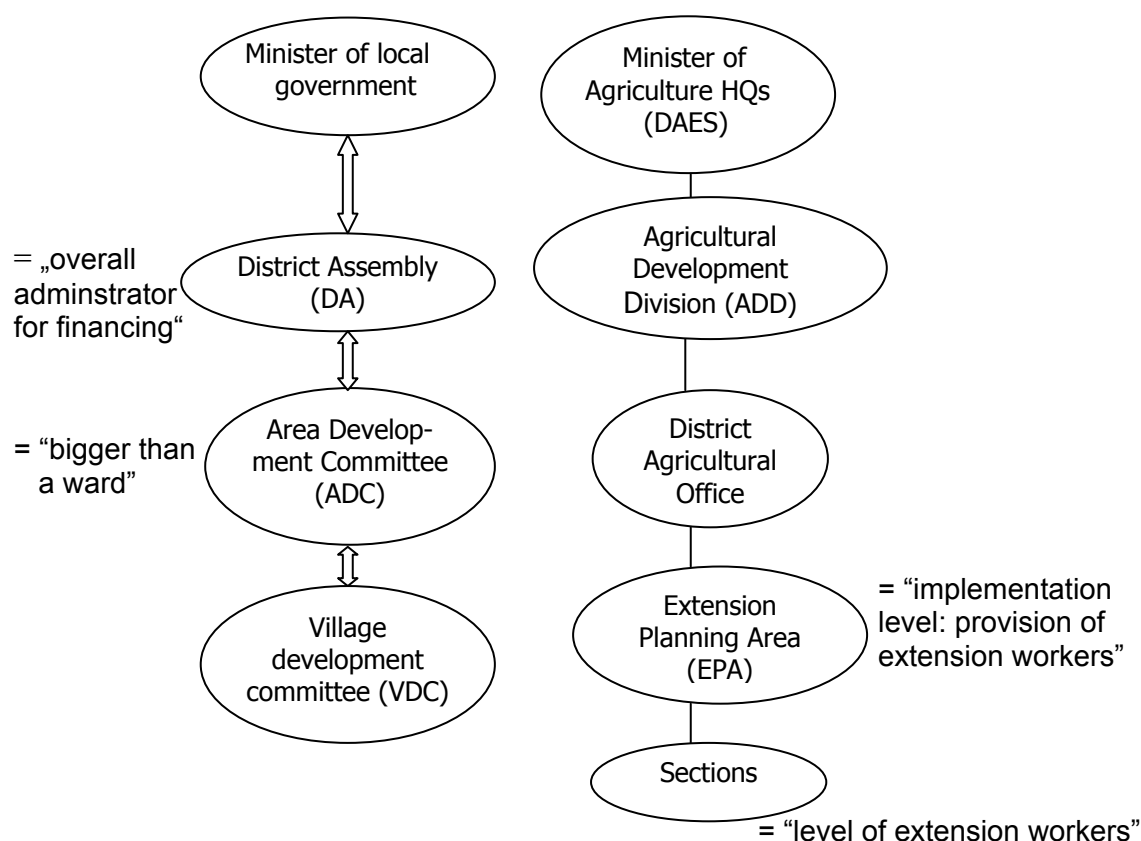 Minister of local
government
Minister of
Agriculture HQs
(DAES)
= „overall
adminstrator
for financing“
District Assembly
(DA)
Agricultural
Development
Division (ADD)
= “bigger than
a ward”
Area Develop-
ment Committee
(ADC)
District
Agricultural
Office
Village
development
committee (VDC)
Extension
Planning Area
(EPA)
= “implementation
level: provision of
extension workers”
Sections
= “level of extension workers”